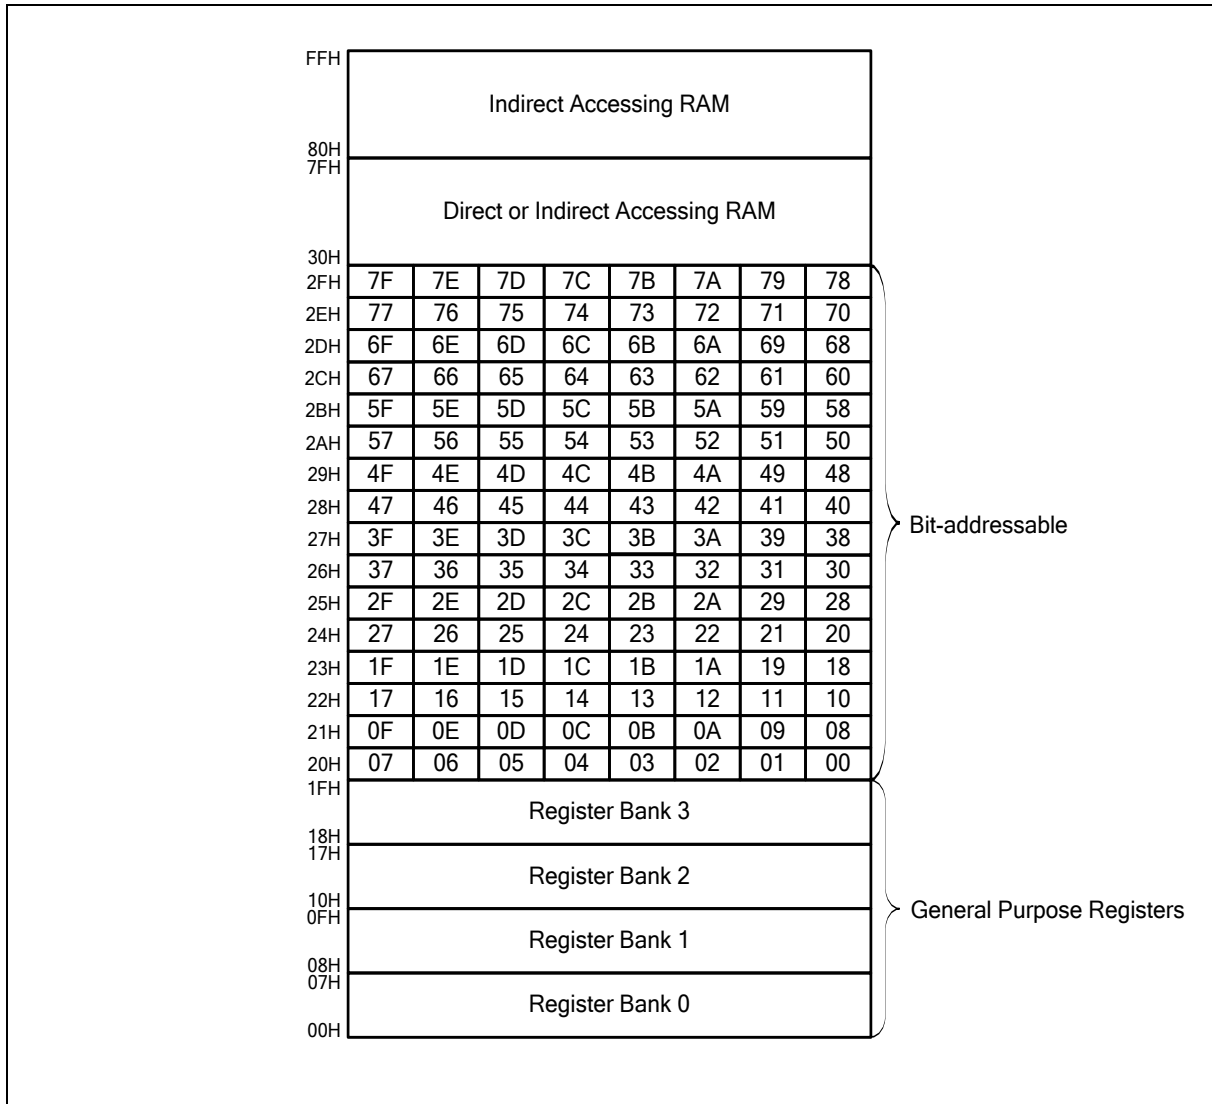 FFH
Indirect Accessing RAM
80H
7FH
Direct or Indirect Accessing RAM
30H
2FH 7F 7E 7D 7C 7B 7A 79 78
2EH 77 76 75 74 73 72 71 70
2DH 6F 6E 6D 6C 6B 6A 69 68
2CH 67 66 65 64 63 62 61 60
2BH 5F 5E 5D 5C 5B 5A 59 58
2AH 57 56 55 54 53 52 51 50
29H 4F 4E 4D 4C 4B 4A 49 48
28H 47 46 45 44 43 42 41 40
Bit-addressable
27H 3F 3E 3D 3C 3B 3A 39 38
26H 37 36 35 34 33 32 31 30
25H 2F 2E 2D 2C 2B 2A 29 28
24H 27 26 25 24 23 22 21 20
23H 1F 1E 1D 1C 1B 1A 19 18
22H 17 16 15 14 13 12 11 10
21H 0F 0E 0D 0C 0B 0A 09 08
20H 07 06 05 04 03 02 01 00
1FH
Register Bank 3
18H
17H
Register Bank 2
10H
0FH
General Purpose Registers
Register Bank 1
08H
07H
Register Bank 0
00H